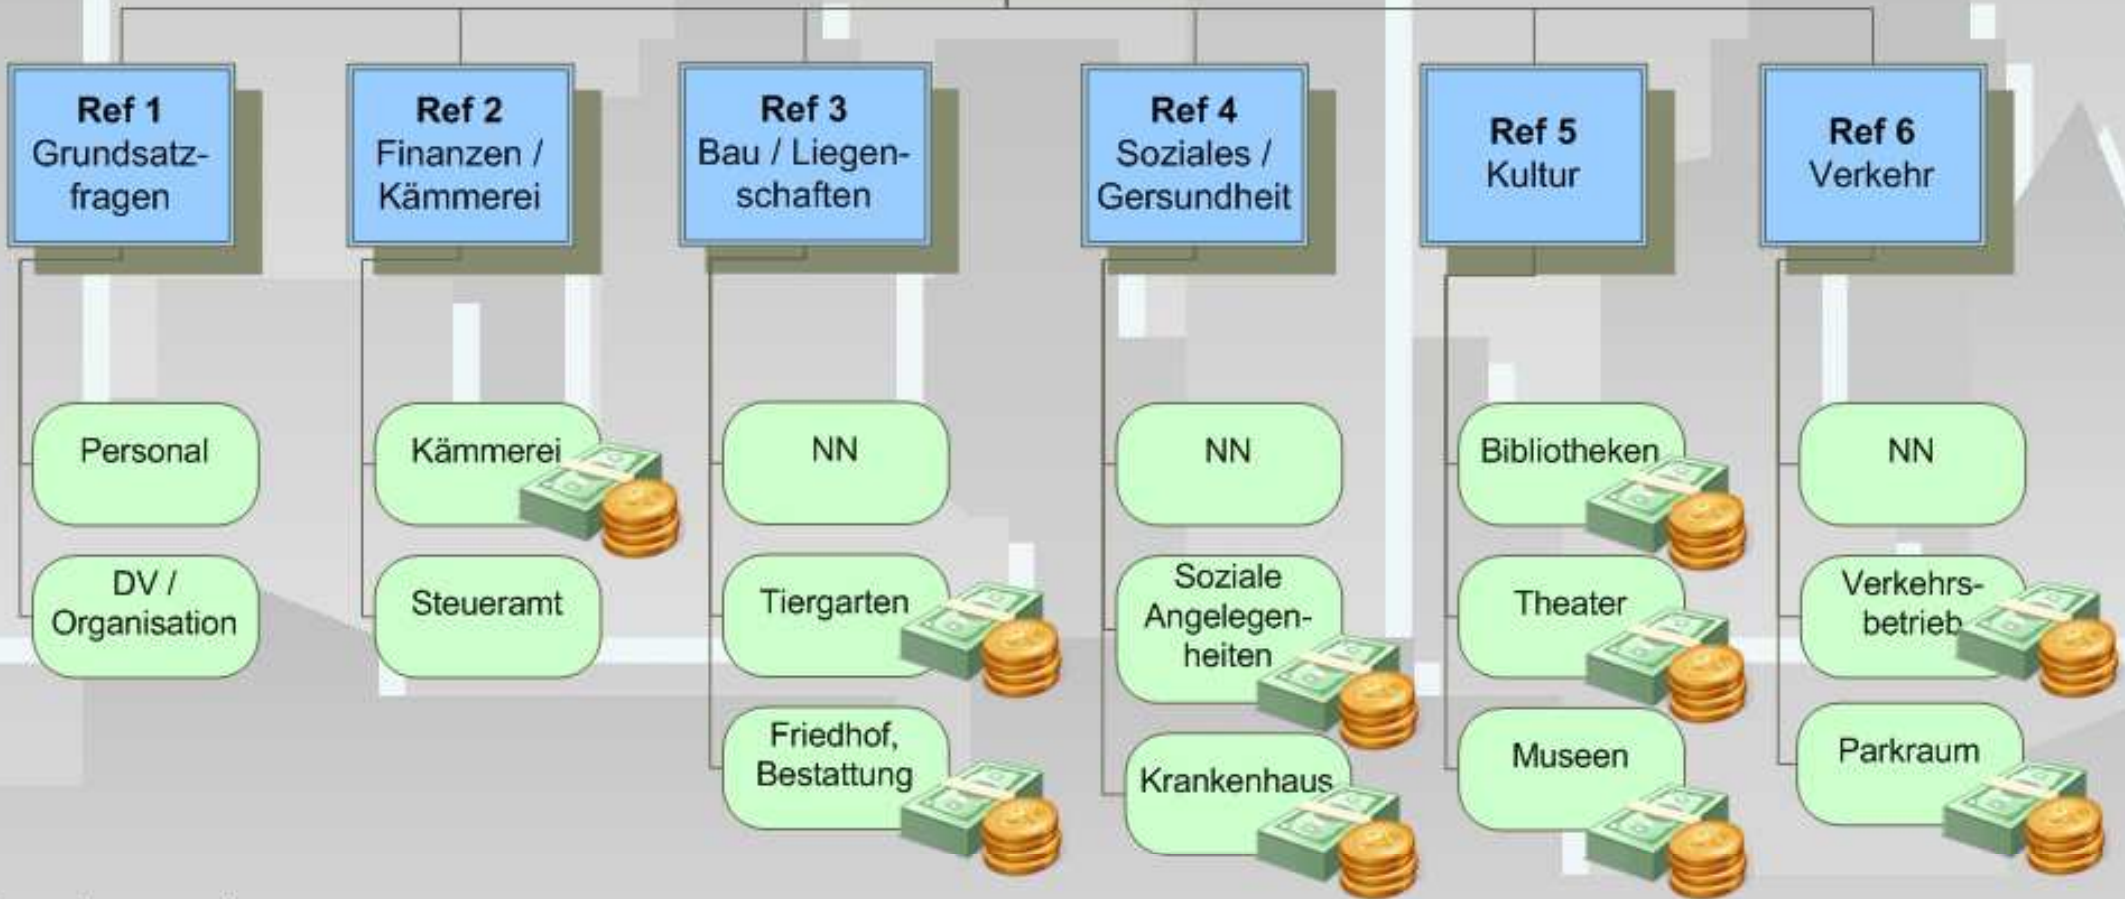 Ref 1
Grundsatz-
fragen
Ref 2
Finanzen /
Kämmerei
Ref 3
Bau / Liegen-
schaften
Ref 4
Soziales /
Gersundheit
Ref 5
Kultur
Ref 6
Verkehr
Personal
DV /
Organisation
Kämmerei
Steueramt
NN
Tiergarten
Friedhof,
Bestattung
NN
Soziale
Angelegen-
heiten
Krankenhaus
Bibliotheken
Theater
Museen
NN
Verkehrs-
betrieb
Parkraum